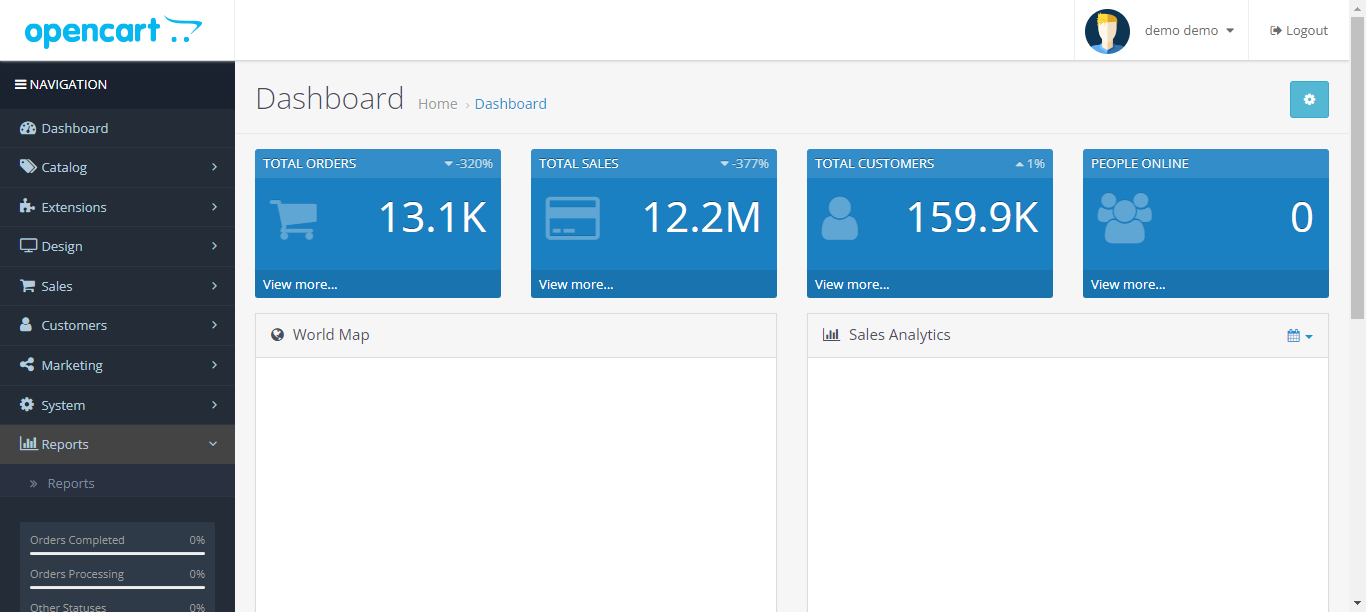 opencart
demo demo
Logout
NAVIGATION
Dashboard
Catalog
Extensions
Design
Sales
Customers
Marketing
System
Reports
» Reports
Orders Completed 0%
Orders Processing 0%
Other Statuses 0%
Dashboard Home › Dashboard
TOTAL ORDERS -320%
13.1K
View more...
TOTAL SALES -377%
12.2M
View more...
TOTAL CUSTOMERS 1%
159.9K
View more...
PEOPLE ONLINE
0
View more...
World Map
Sales Analytics